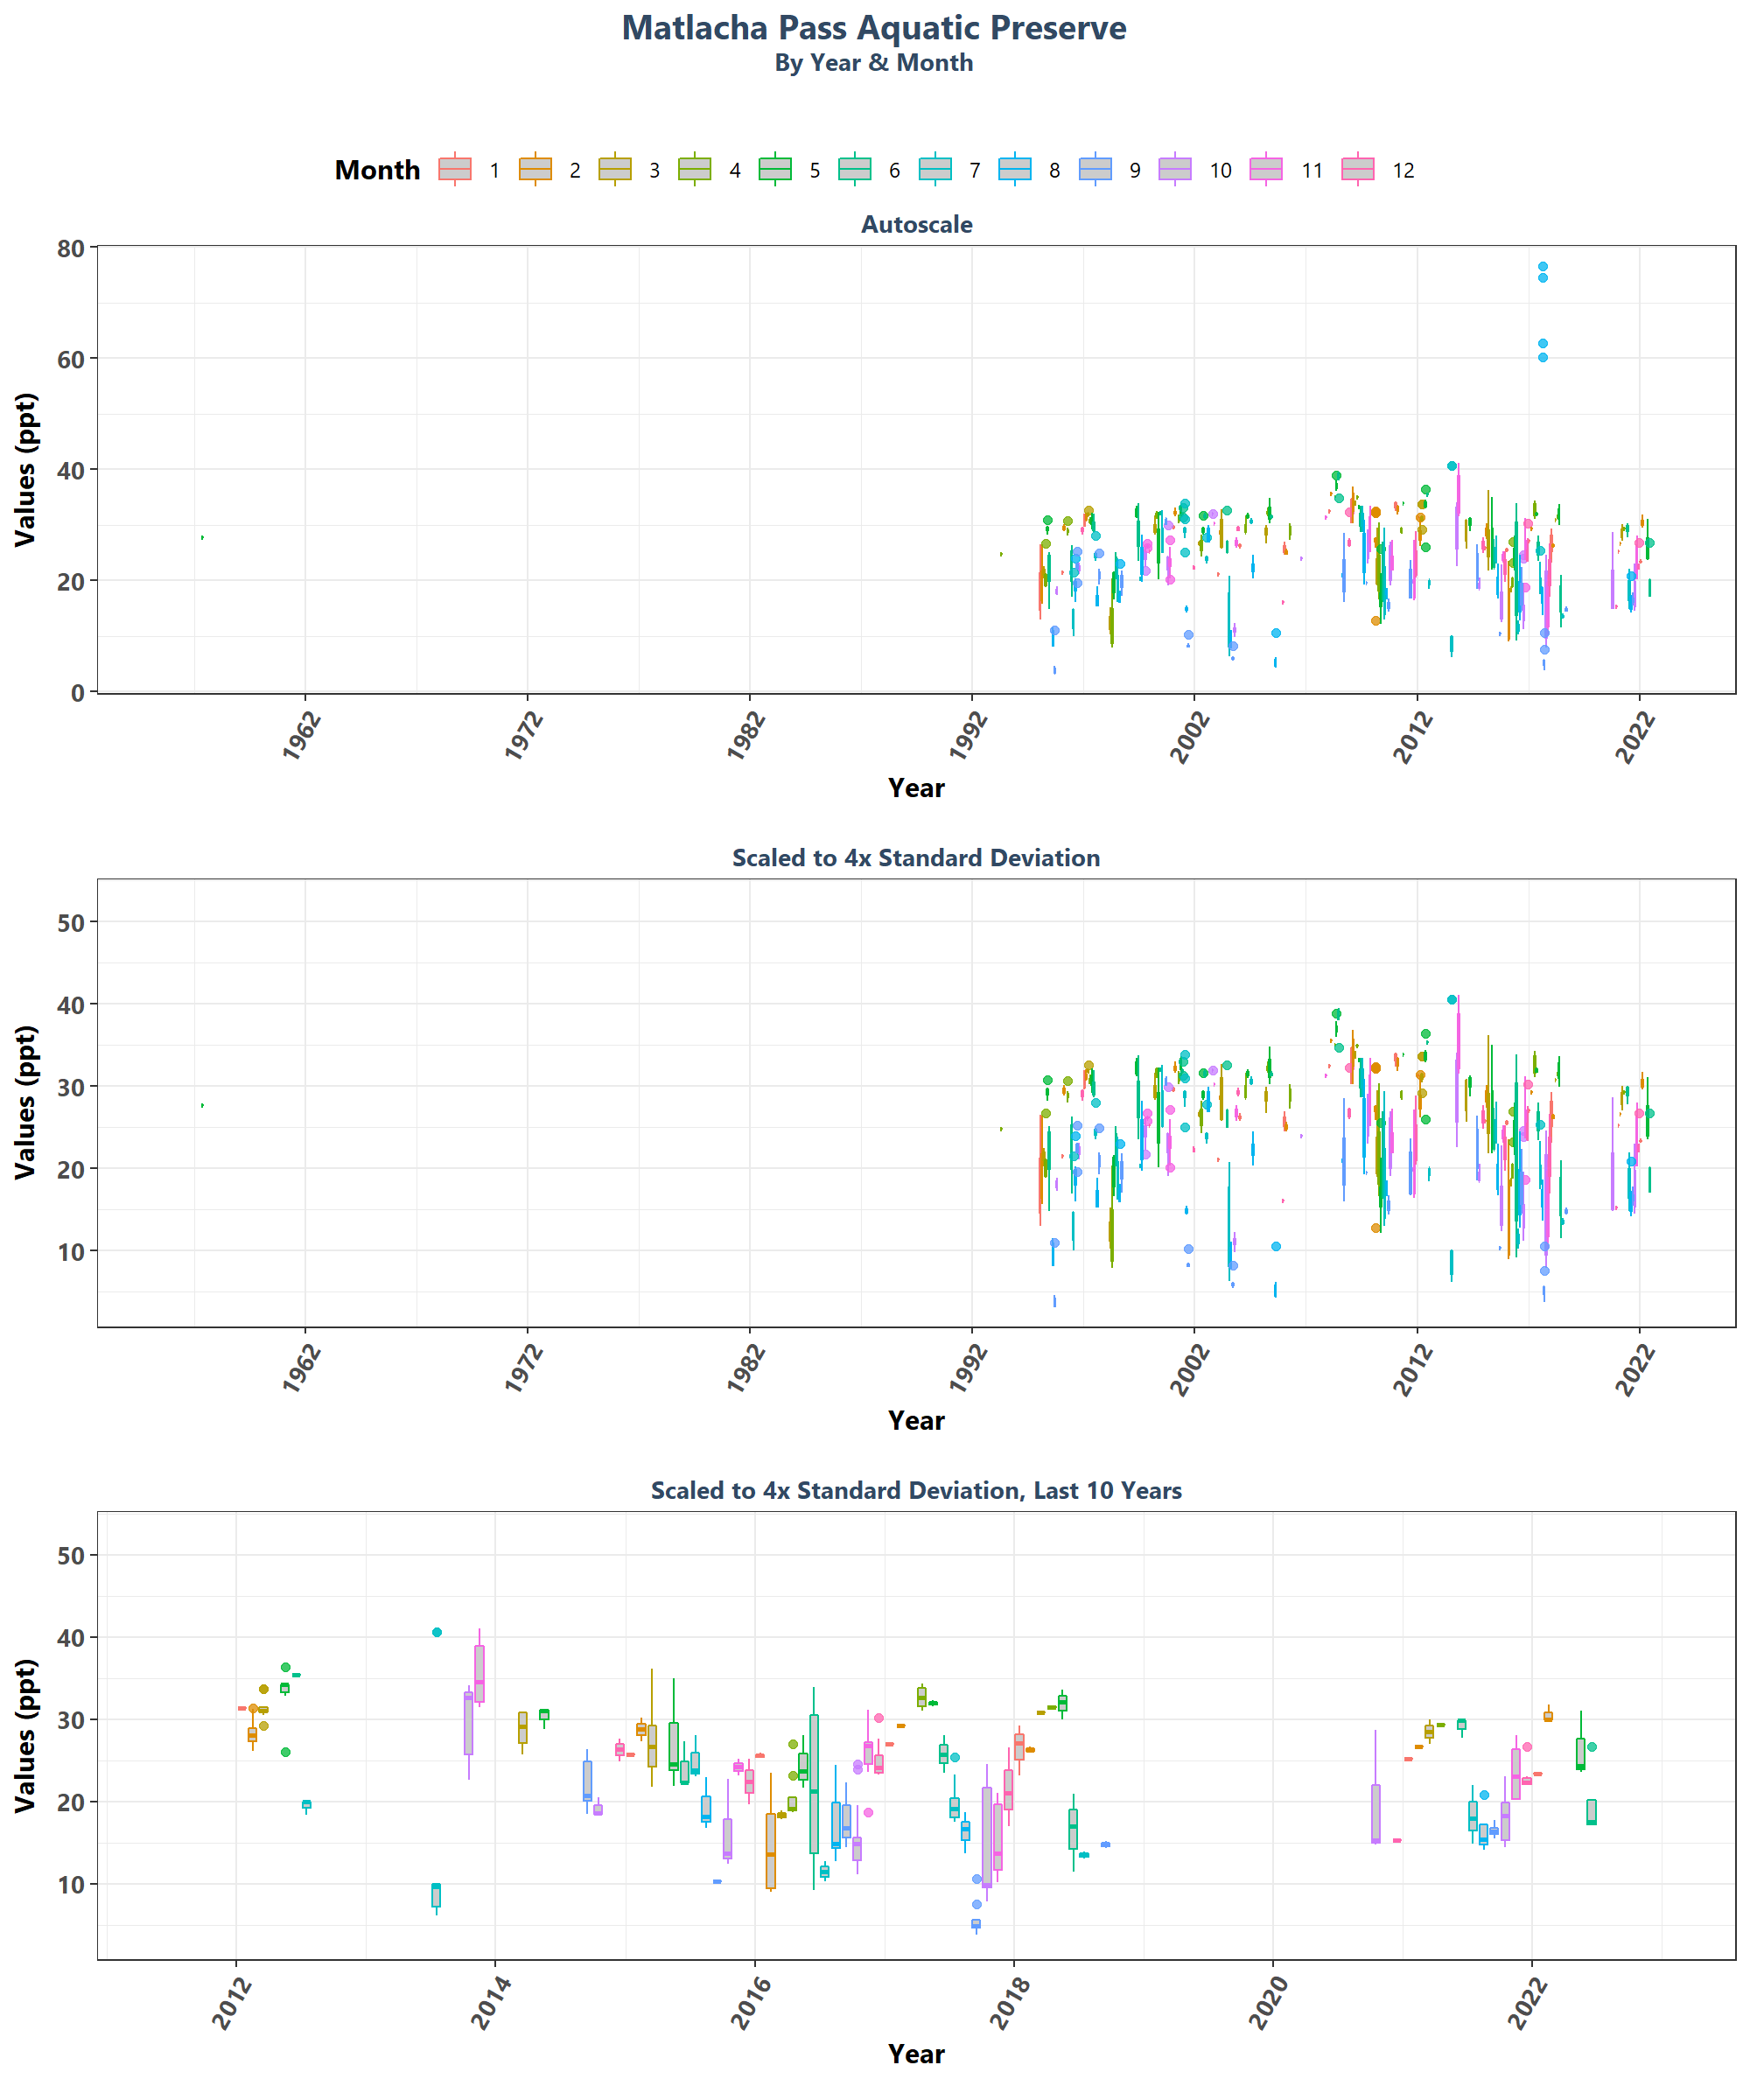 Matlacha Pass Aquatic Preserve
By Year & Month
Month 1 2 3 4 5 6 7 8 9 10 11 12
Autoscale
80
60
40
20
0
Values (ppt)
1962 1972 1982 1992 2002 2012 2022
Year
Scaled to 4x Standard Deviation
50
40
30
20
10
Values (ppt)
1962 1972 1982 1992 2002 2012 2022
Year
Scaled to 4x Standard Deviation, Last 10 Years
50
40
30
20
10
Values (ppt)
2012 2014 2016 2018 2020 2022
Year